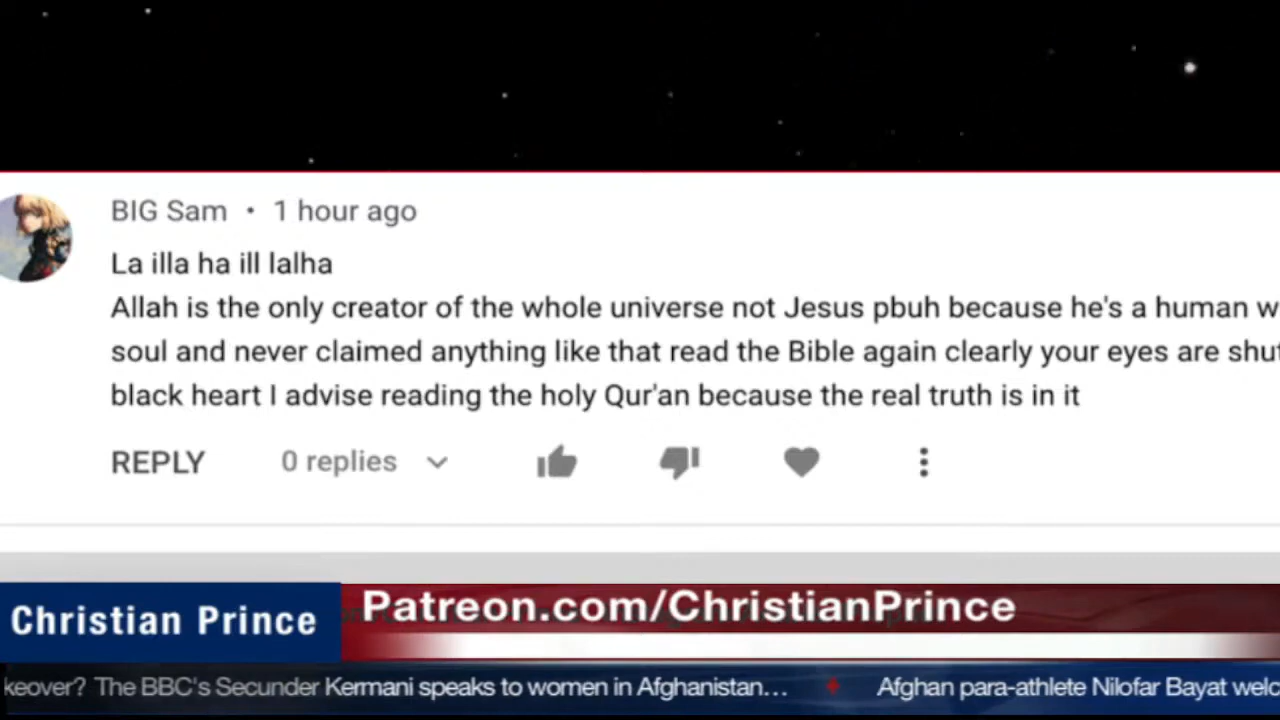 BIG Sam • 1 hour ago
La illa ha ill lalha
Allah is the only creator of the whole universe not Jesus pbuh because he's a human
soul and never claimed anything like that read the Bible again clearly your eyes are
black heart I advise reading the holy Qur'an because the real truth is in it
REPLY 0 replies
Christian Prince
Patreon.com/ChristianPrince
The BBC's Secunder Kermani speaks to women in Afghanistan... Afghan para-athlete Nilofar Bayat